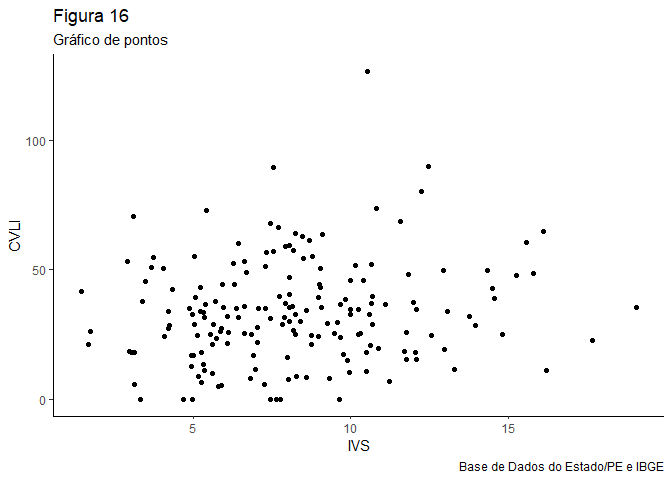 Figura 16
Gráfico de pontos
CVLI
100
50
0
5 10 15
IVS
Base de Dados do Estado/PE e IBGE